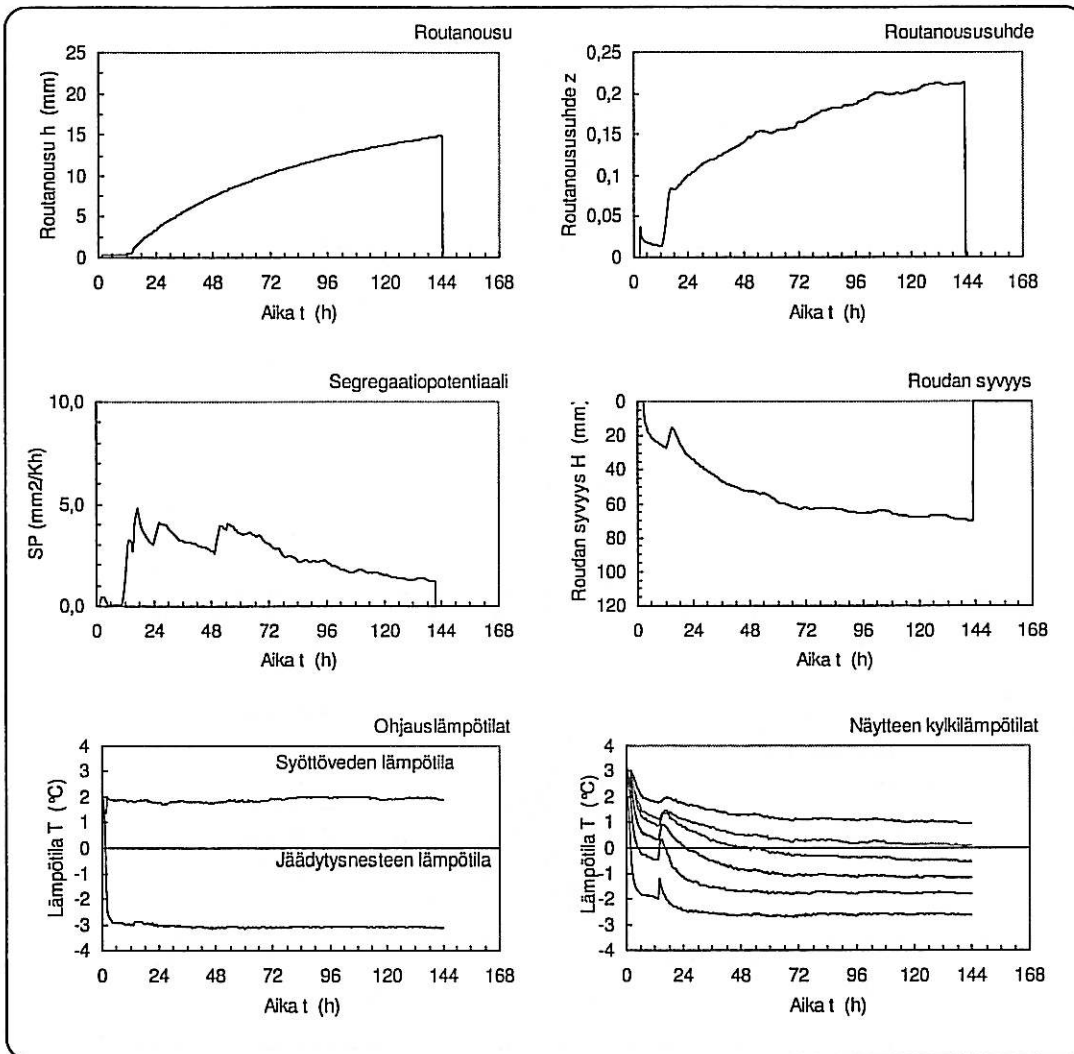 Routanousu
25
20
15
10
5
0
Routanousu h (mm)
0 24 48 72 96 120 144 168
Aika t (h)
Routanoususuhde
0,25
0,2
0,15
0,1
0,05
0
Routanoususuhde z
0 24 48 72 96 120 144 168
Aika t (h)
Segregaatiopotentiaali
10,0
5,0
0,0
SP (mm2/Kh)
0 24 48 72 96 120 144 168
Aika t (h)
Roudan syvyys
0
20
40
60
80
100
120
Roudan syvyys H (mm)
0 24 48 72 96 120 144 168
Aika t (h)
Ohjauslämpötilat
4
3
2
1
0
-1
-2
-3
-4
Lämpötila T (°C)
Syöttöveden lämpötila
Jäädytysnesteen lämpötila
0 24 48 72 96 120 144 168
Aika t (h)
Näytteen kylkilämpötilat
4
3
2
1
0
-1
-2
-3
-4
Lämpötila T (°C)
0 24 48 72 96 120 144 168
Aika t (h)